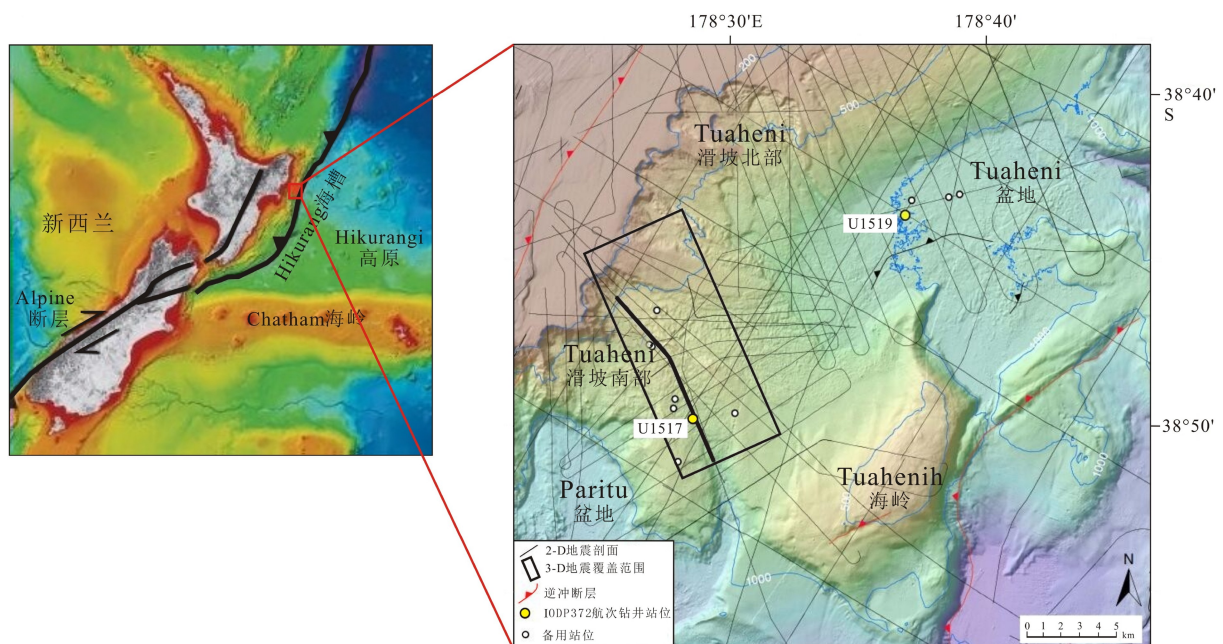 新西兰
Hikurang海槽
Hikurangi
高原
Alpine
断层
Chatham海岭
178°30'E
178°40'
38°40'
S
38°50'
200
500
Tuaheni
滑坡北部
Tuaheni
盆地
U1519
Tuaheni
滑坡南部
U1517
Paritu
盆地
Tuahenih
海岭
1000
1000
2-D地震剖面
3-D地震覆盖范围
逆冲断层
IODP372航次钻井站位
备用站位
N
0 1 2 3 4 5
km